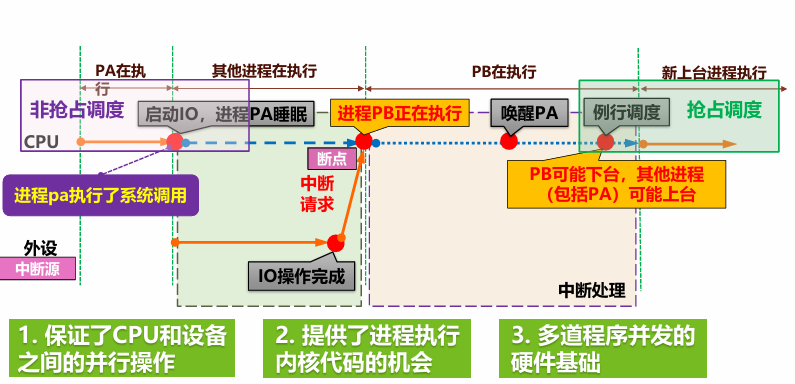 PA在执
行
其他进程在执行
PB在执行
新上台进程执行
非抢占调度
启动IO，进程PA睡眠
进程PB正在执行
唤醒PA
例行调度
抢占调度
CPU
断点
进程pa执行了系统调用
中断
请求
PB可能下台，其他进程
（包括PA）可能上台
外设
中断源
IO操作完成
中断处理
1. 保证了CPU和设备
之间的并行操作
2. 提供了进程执行
内核代码的机会
3. 多道程序并发的
硬件基础